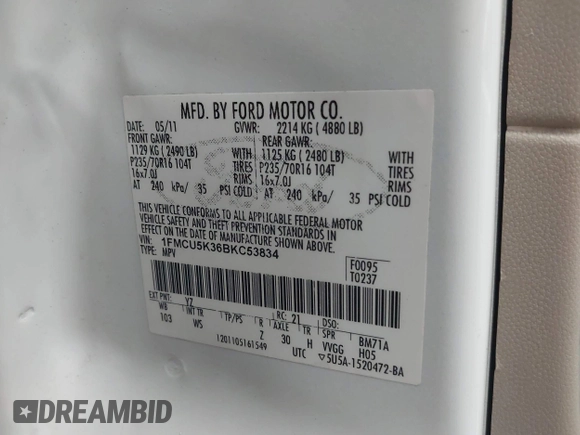 MFD. BY FORD MOTOR CO.
DATE: 05/11 GVWR: 2214 KG ( 4880 LB)
FRONT GAWR: REAR GAWR:
1129 KG ( 2490 LB) WITH 1125 KG ( 2480 LB) WITH
P235/70R16 104T TIRES P235/70R16 104T TIRES
16x7.0J RIMS 16x7.0J RIMS
AT 240 kPa/ 35 PSI COLD AT 240 kPa/ 35 PSI COLD
THIS VEHICLE CONFORMS TO ALL APPLICABLE FEDERAL MOTOR
VEHICLE SAFETY AND THEFT PREVENTION STANDARDS IN
EFFECT ON THE DATE OF MANUFACTURE SHOWN ABOVE.
VIN: 1FMCU5K36BKC53834
TYPE: MPV
F0095
T0237
EXT PNT: YZ RC: 21 DSO:
WB INT TR TP/PS R AXLE TR SPR BM71A
103 WS Z 30 H VVGG H05
1201105161549 UTC ▽5U5A-1520472-BA
DREAMBID